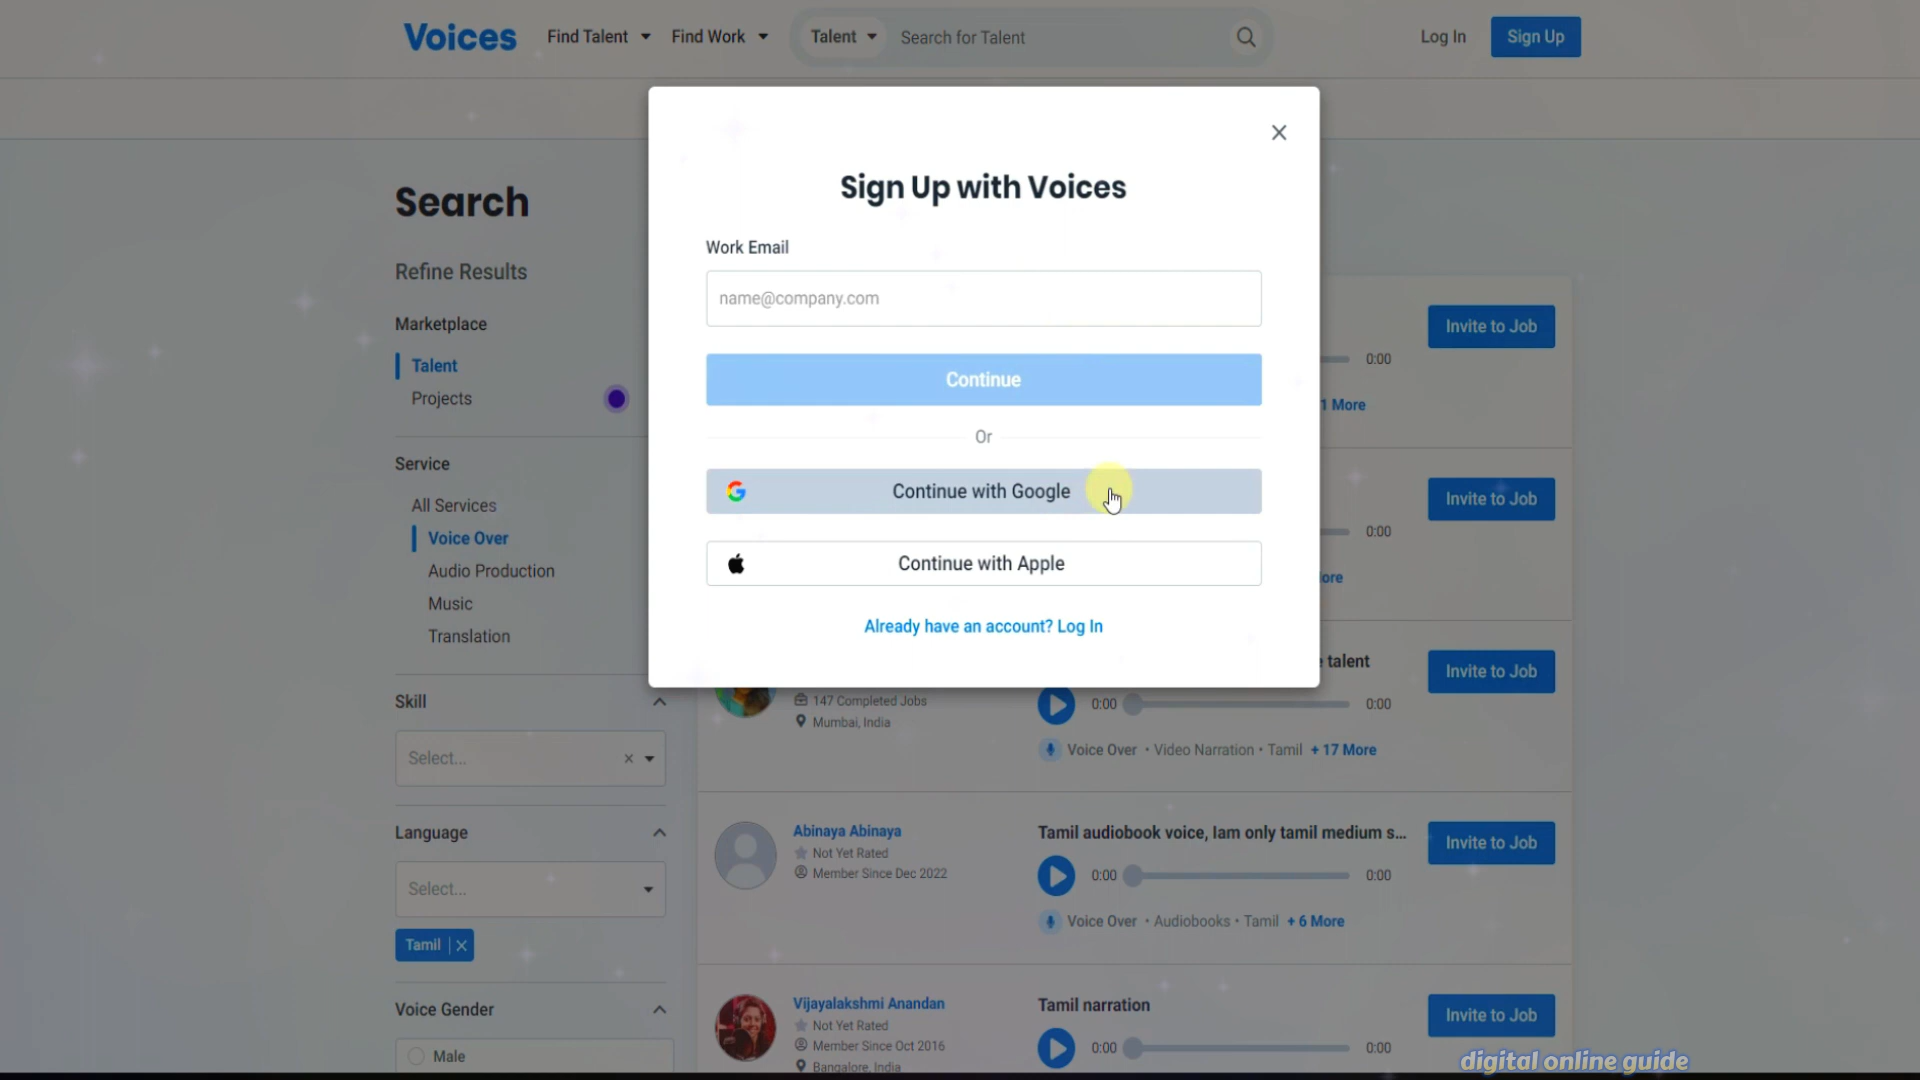 Voices
Find Talent
Find Work
Talent
Search for Talent
Log In
Sign Up
Search
Refine Results
Marketplace
Talent
Projects
Service
All Services
Voice Over
Audio Production
Music
Translation
Skill
Select...
Language
Select...
Tamil
Voice Gender
Male
Sign Up with Voices
Work Email
name@company.com
Continue
Or
Continue with Google
Continue with Apple
Already have an account? Log In
Invite to Job
0:00
1 More
Invite to Job
0:00
talent
Invite to Job
147 Completed Jobs
Mumbai, India
0:00
0:00
Voice Over • Video Narration • Tamil + 17 More
Abinaya Abinaya
Not Yet Rated
Member Since Dec 2022
Tamil audiobook voice, Iam only tamil medium s...
Invite to Job
0:00
0:00
Voice Over • Audiobooks • Tamil + 6 More
Vijayalakshmi Anandan
Not Yet Rated
Member Since Oct 2016
Bangalore, India
Tamil narration
Invite to Job
0:00
0:00
digital online guide